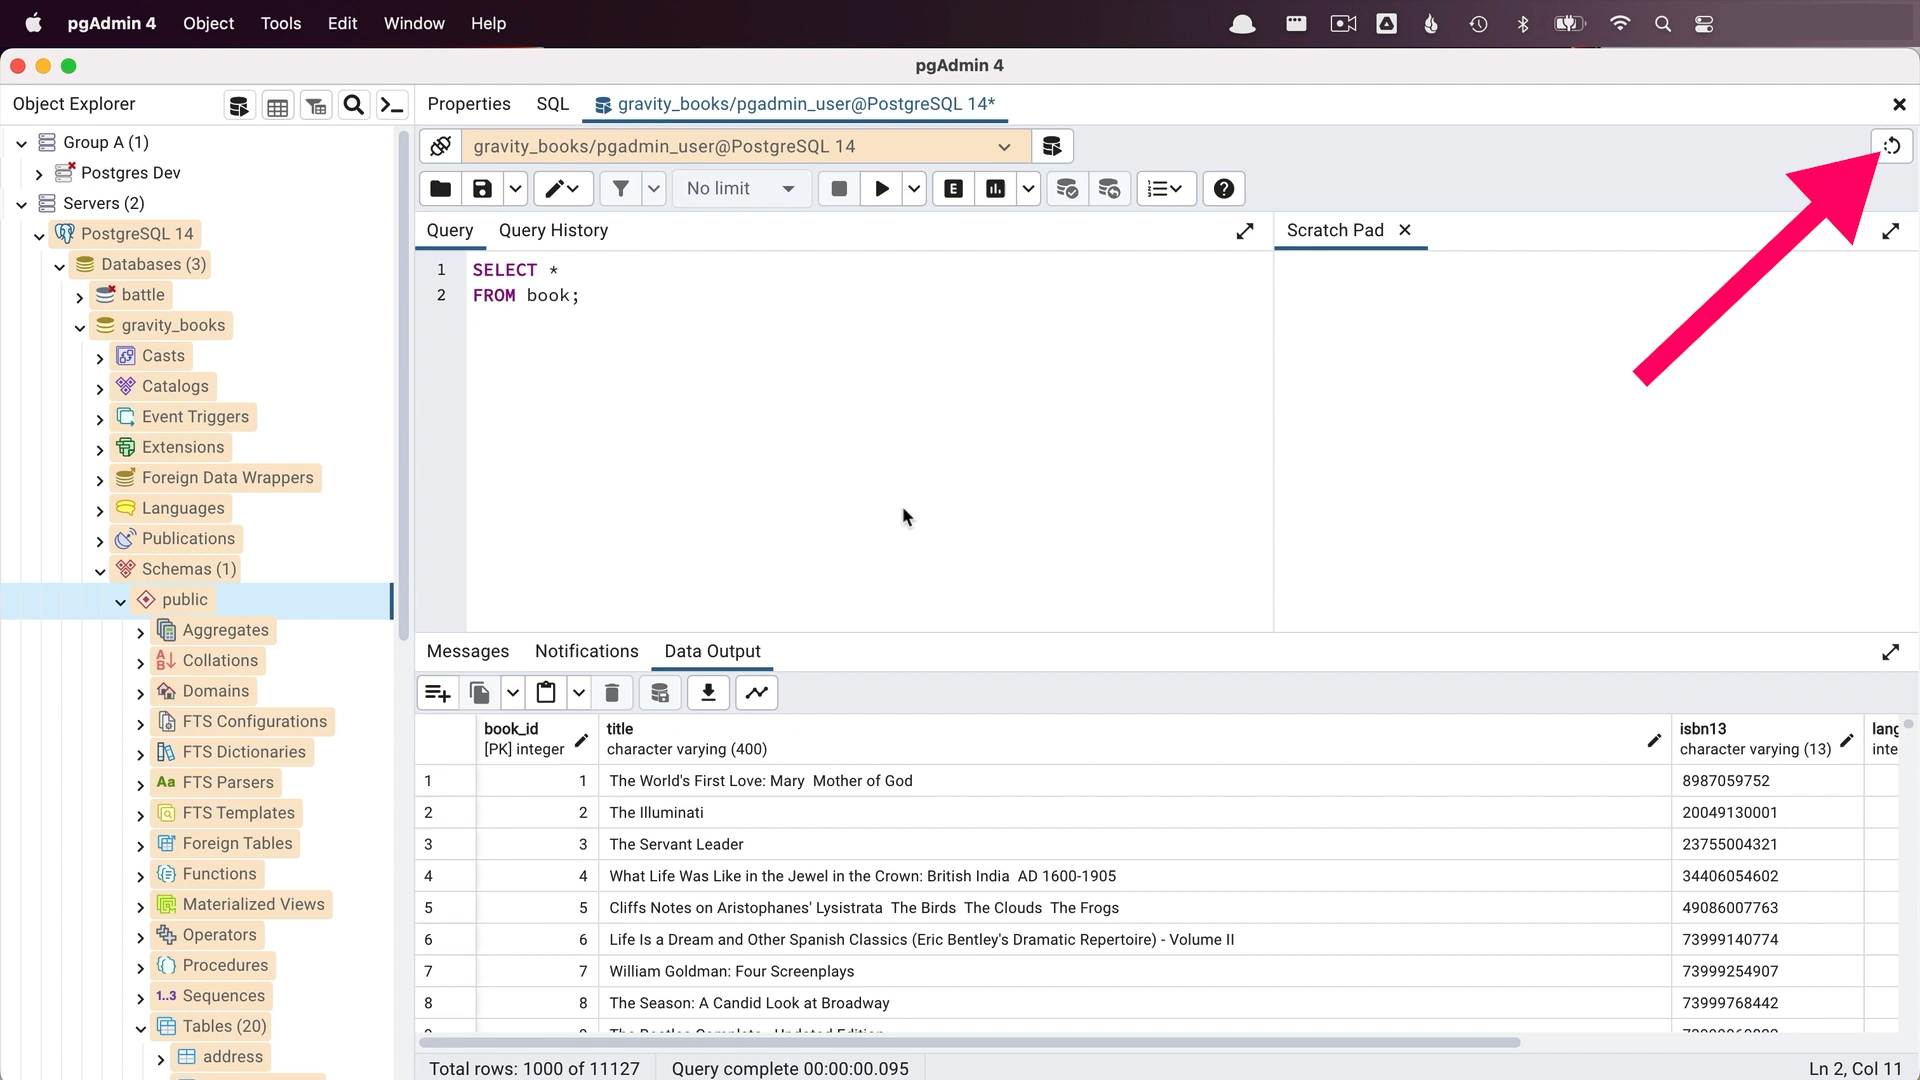 pgAdmin 4 Object Tools Edit Window Help
pgAdmin 4
Object Explorer
Properties SQL gravity_books/pgadmin_user@PostgreSQL 14*
Group A (1)
Postgres Dev
Servers (2)
PostgreSQL 14
Databases (3)
battle
gravity_books
Casts
Catalogs
Event Triggers
Extensions
Foreign Data Wrappers
Languages
Publications
Schemas (1)
public
Aggregates
Collations
Domains
FTS Configurations
FTS Dictionaries
Aa FTS Parsers
FTS Templates
Foreign Tables
Functions
Materialized Views
Operators
Procedures
1..3 Sequences
Tables (20)
address
gravity_books/pgadmin_user@PostgreSQL 14
No limit E
Query Query History
Scratch Pad
1 SELECT *
2 FROM book;
Messages Notifications Data Output
book_id title isbn13 lang
[PK] integer character varying (400) character varying (13) inte
1 1 The World's First Love: Mary  Mother of God 8987059752
2 2 The Illuminati 20049130001
3 3 The Servant Leader 23755004321
4 4 What Life Was Like in the Jewel in the Crown: British India  AD 1600-1905 34406054602
5 5 Cliffs Notes on Aristophanes' Lysistrata  The Birds  The Clouds  The Frogs 49086007763
6 6 Life Is a Dream and Other Spanish Classics (Eric Bentley's Dramatic Repertoire) - Volume II 73999140774
7 7 William Goldman: Four Screenplays 73999254907
8 8 The Season: A Candid Look at Broadway 73999768442
Total rows: 1000 of 11127 Query complete 00:00:00.095 Ln 2, Col 11